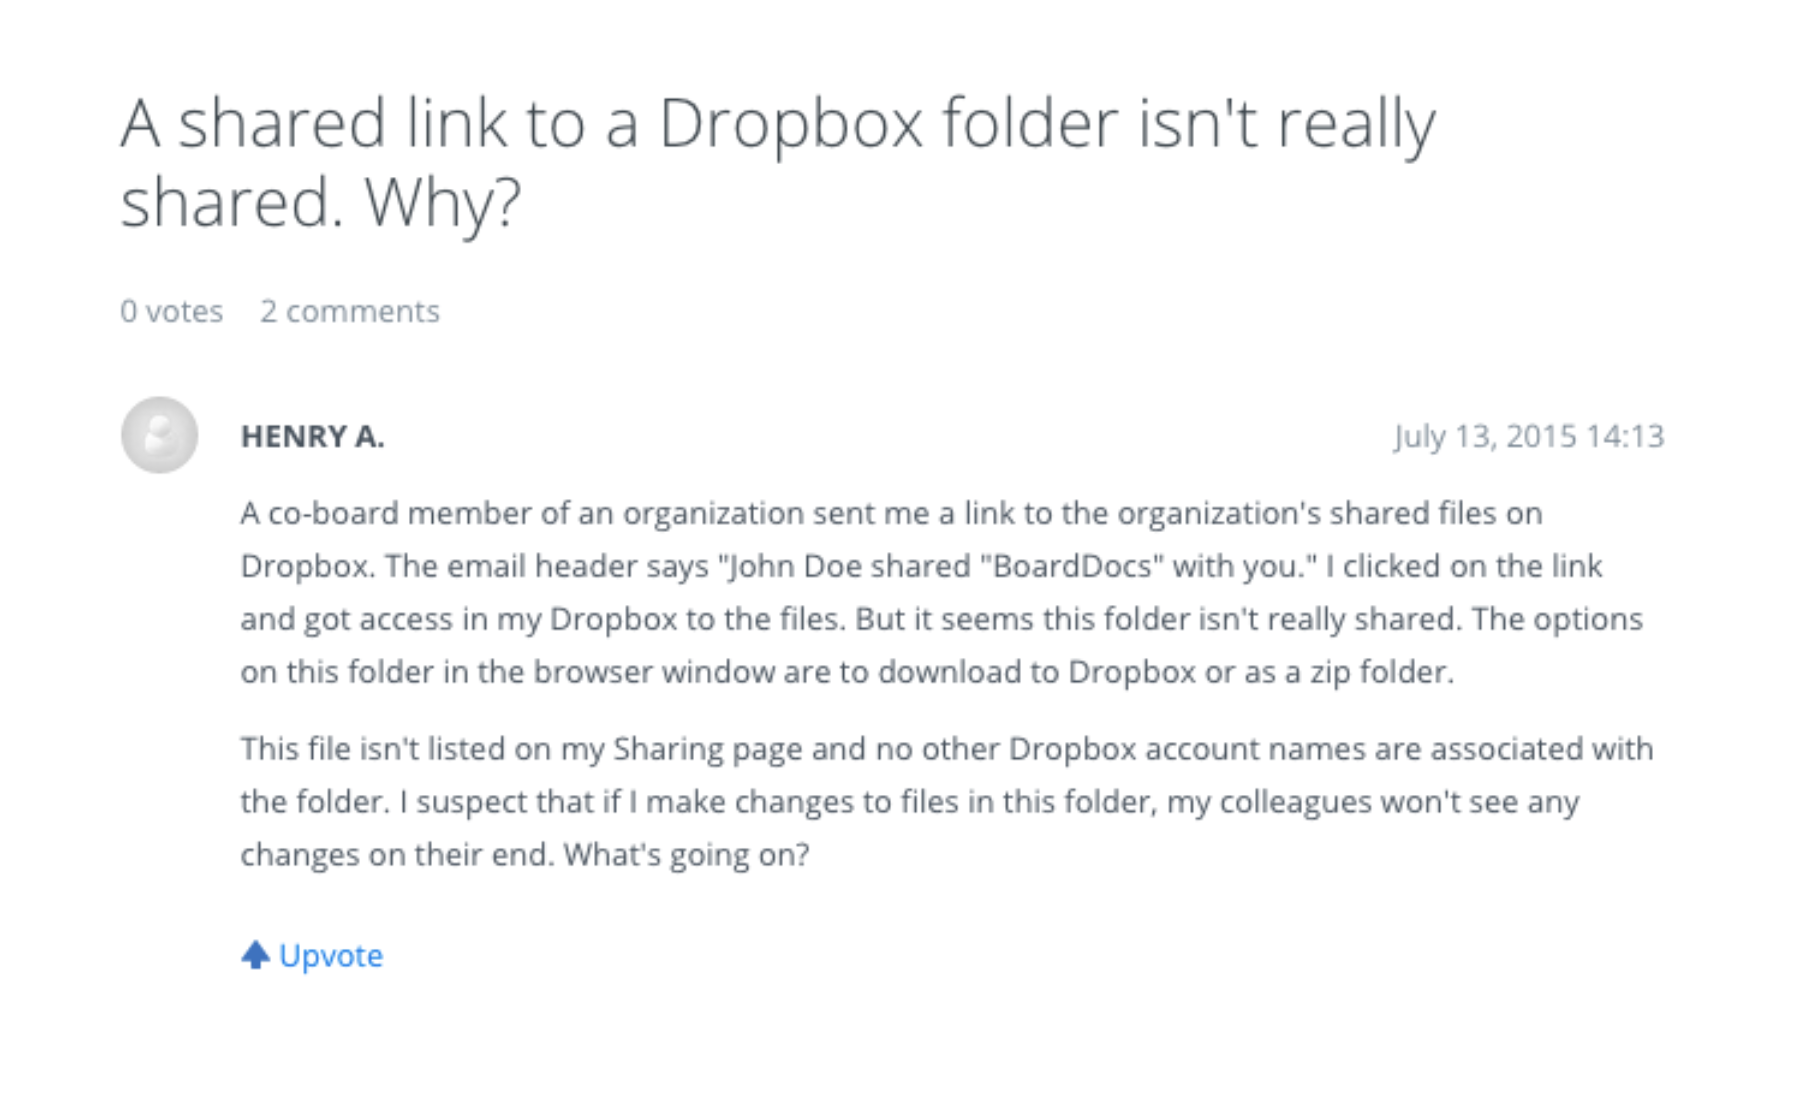 A shared link to a Dropbox folder isn't really
shared. Why?
0 votes 2 comments
HENRY A. July 13, 2015 14:13
A co-board member of an organization sent me a link to the organization's shared files on
Dropbox. The email header says "John Doe shared "BoardDocs" with you." I clicked on the link
and got access in my Dropbox to the files. But it seems this folder isn't really shared. The options
on this folder in the browser window are to download to Dropbox or as a zip folder.
This file isn't listed on my Sharing page and no other Dropbox account names are associated with
the folder. I suspect that if I make changes to files in this folder, my colleagues won't see any
changes on their end. What's going on?
Upvote